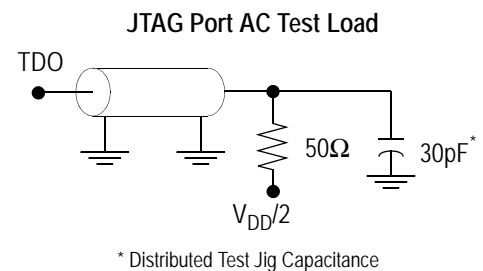 JTAG Port AC Test Load
TDO
50Ω
30pF*
VDD/2
* Distributed Test Jig Capacitance